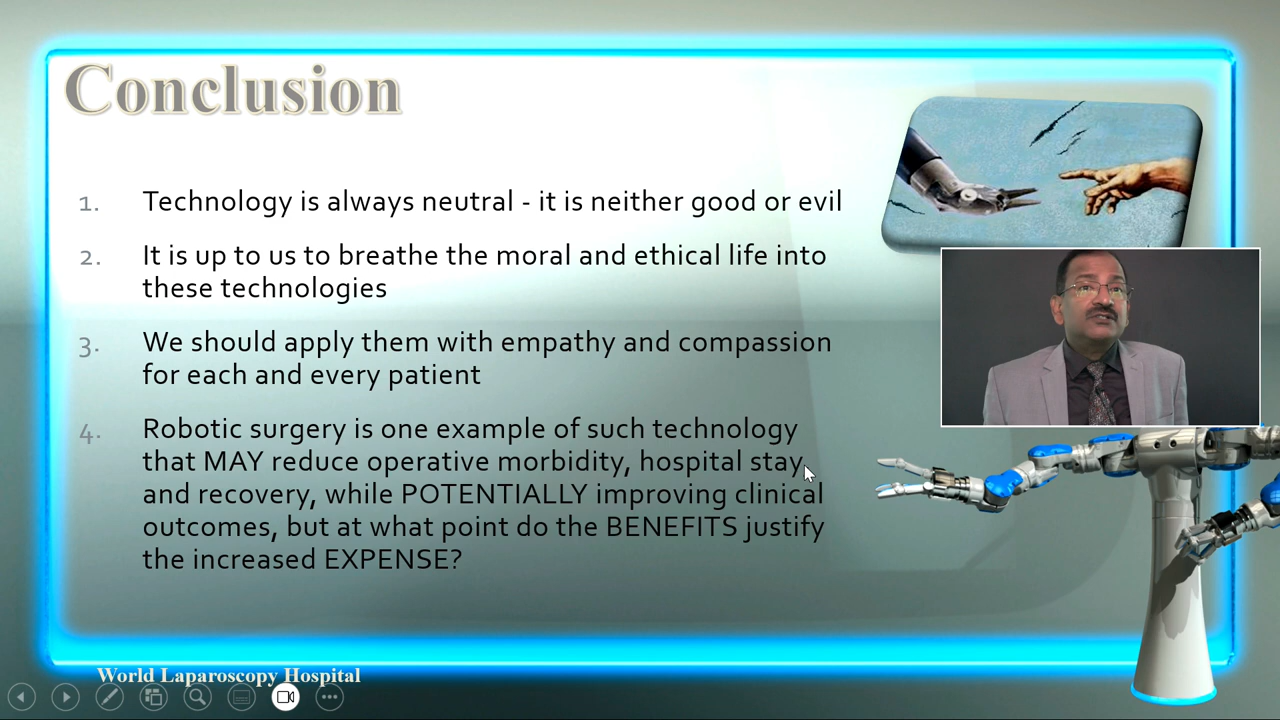 Conclusion
1. Technology is always neutral - it is neither good or evil
2. It is up to us to breathe the moral and ethical life into
these technologies
3. We should apply them with empathy and compassion
for each and every patient
4. Robotic surgery is one example of such technology
that MAY reduce operative morbidity, hospital stay,
and recovery, while POTENTIALLY improving clinical
outcomes, but at what point do the BENEFITS justify
the increased EXPENSE?
World Laparoscopy Hospital